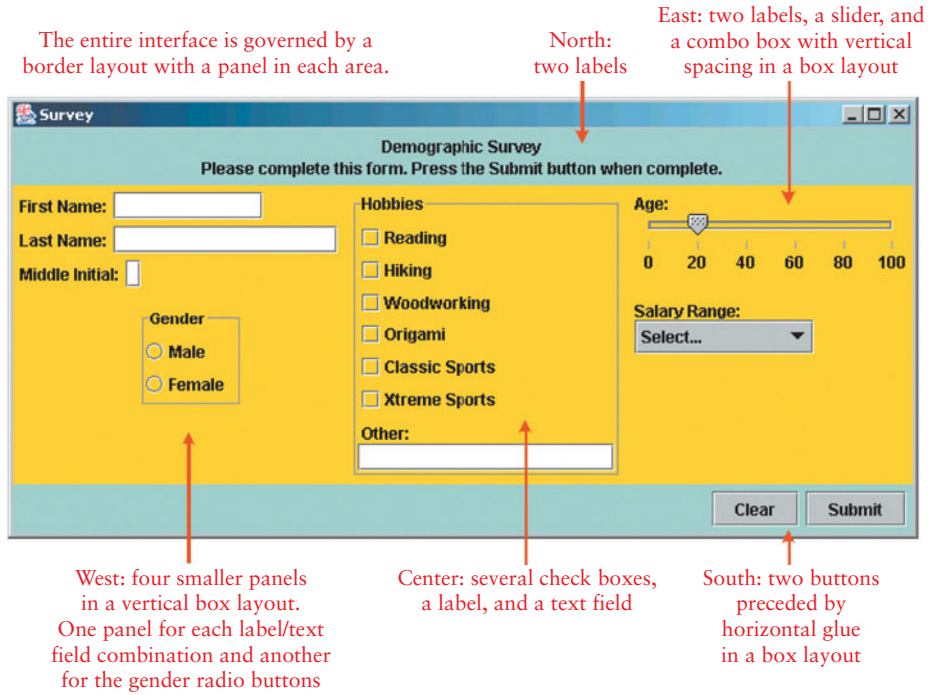 The entire interface is governed by a
border layout with a panel in each area.
North:
two labels
East: two labels, a slider, and
a combo box with vertical
spacing in a box layout
Survey
Demographic Survey
Please complete this form. Press the Submit button when complete.
First Name:
Last Name:
Middle Initial:
Gender
Male
Female
Hobbies
Reading
Hiking
Woodworking
Origami
Classic Sports
Xtreme Sports
Other:
Age:
0 20 40 60 80 100
Salary Range:
Select...
Clear
Submit
West: four smaller panels
in a vertical box layout.
One panel for each label/text
field combination and another
for the gender radio buttons
Center: several check boxes,
a label, and a text field
South: two buttons
preceded by
horizontal glue
in a box layout